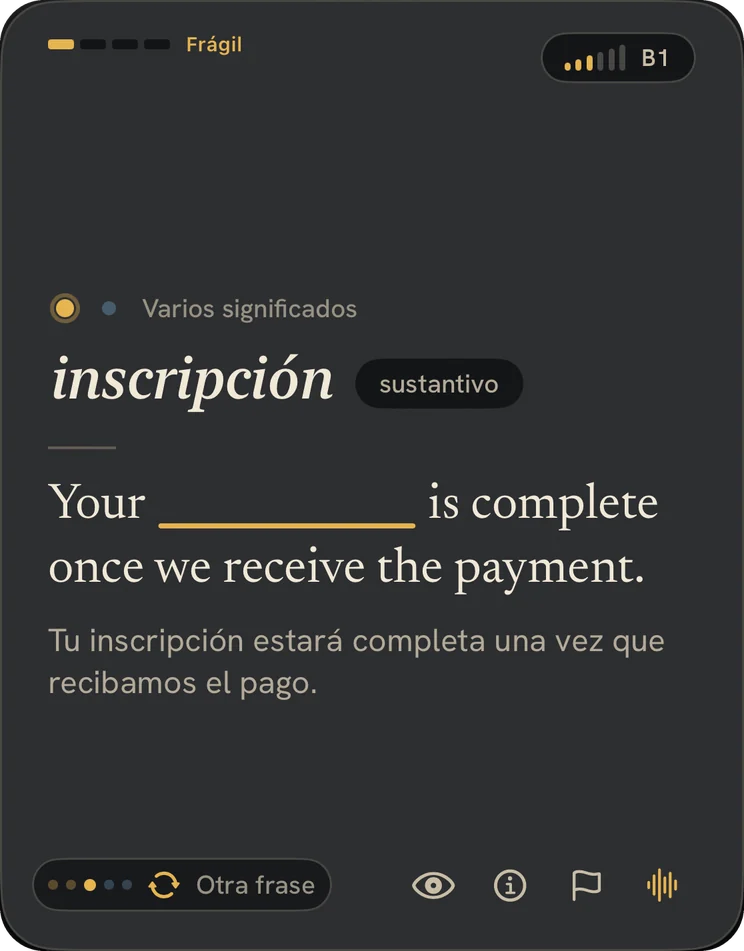 Frágil
B1
Varios significados
inscripción sustantivo
Your ________ is complete
once we receive the payment.
Tu inscripción estará completa una vez que
recibamos el pago.
Otra frase